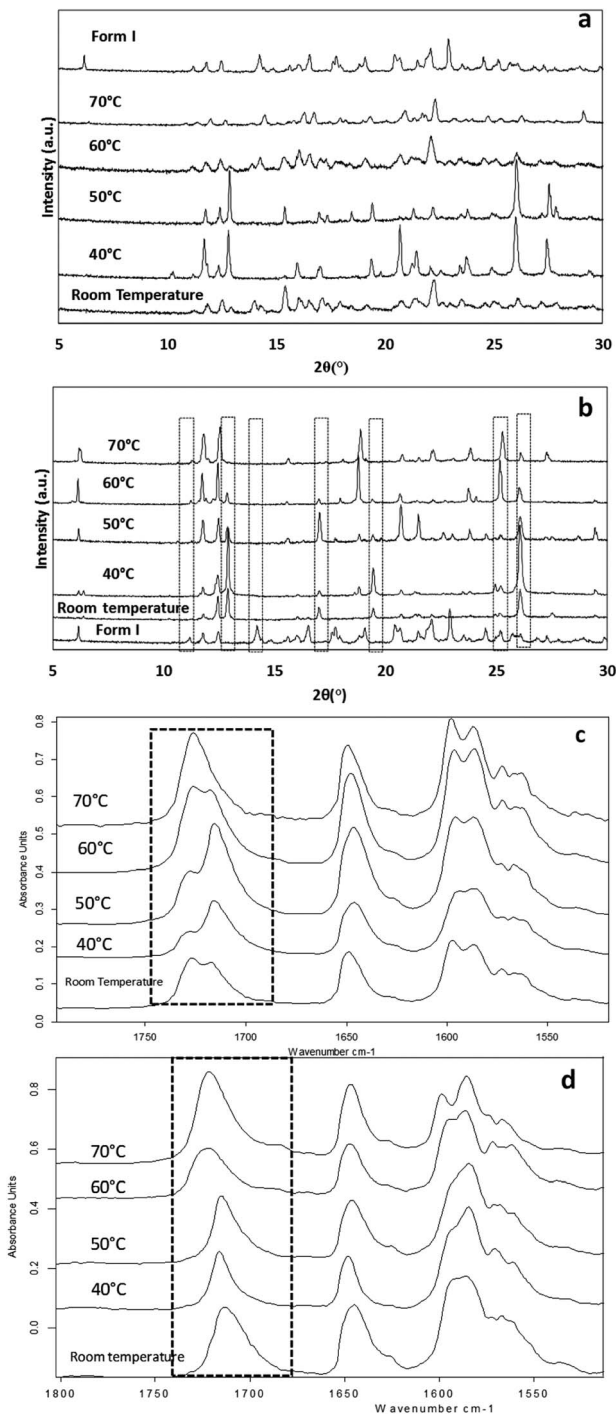 a
Form I
70°C
60°C
50°C
40°C
Room Temperature
Intensity (a.u.)
5 10 15 20 25 30
2θ(°)
b
70°C
60°C
50°C
40°C
Room temperature
Form I
Intensity (a.u.)
5 10 15 20 25 30
2θ(°)
c
0.8
0.7
0.6
0.5
0.4
0.3
0.2
0.1
0.0
Absorbance Units
70°C
60°C
50°C
40°C
Room Temperature
1750 1700 1650 1600 1550
Wavenumber cm-1
d
0.8
0.6
0.4
0.2
0.0
Absorbance Units
70°C
60°C
50°C
40°C
Room temperature
1800 1750 1700 1650 1600 1550
Wavenumber cm-1